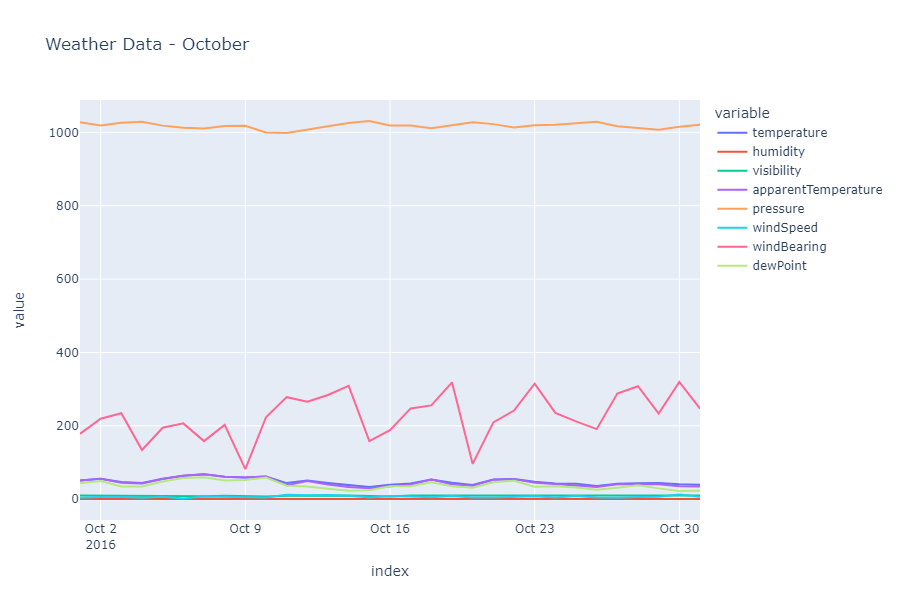 Weather Data - October
value
1000
800
600
400
200
0
Oct 2
2016
Oct 9
Oct 16
Oct 23
Oct 30
index
variable
temperature
humidity
visibility
apparentTemperature
pressure
windSpeed
windBearing
dewPoint